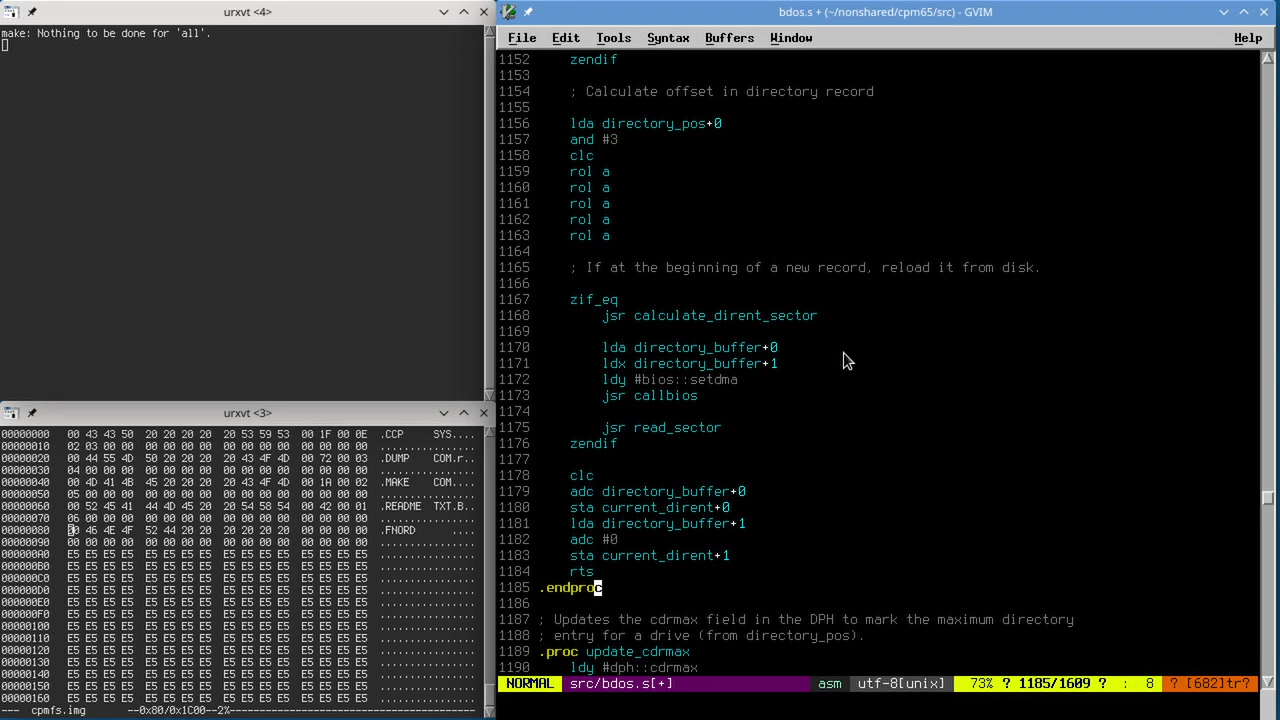 urxvt <4>
make: Nothing to be done for 'all'.
urxvt <3>
00000000 00 43 43 50 20 20 20 20 20 53 59 53 00 1F 00 0E .CCP SYS....
00000010 02 03 00 00 00 00 00 00 00 00 00 00 00 00 00 00 ................
00000020 00 44 55 4D 50 20 20 20 20 43 4F 4D 00 72 00 03 .DUMP COM.r..
00000030 04 00 00 00 00 00 00 00 00 00 00 00 00 00 00 00 ................
00000040 00 4D 41 4B 45 20 20 20 20 43 4F 4D 00 1A 00 02 .MAKE COM....
00000050 05 00 00 00 00 00 00 00 00 00 00 00 00 00 00 00 ................
00000060 00 52 45 41 44 4D 45 20 20 54 58 54 00 42 00 01 .README TXT.B..
00000070 06 00 00 00 00 00 00 00 00 00 00 00 00 00 00 00 ................
00000080 00 46 4E 4F 52 44 20 20 20 20 20 20 00 00 00 00 .FNORD ....
00000090 00 00 00 00 00 00 00 00 00 00 00 00 00 00 00 00 ................
000000A0 E5 E5 E5 E5 E5 E5 E5 E5 E5 E5 E5 E5 E5 E5 E5 E5 ................
000000B0 E5 E5 E5 E5 E5 E5 E5 E5 E5 E5 E5 E5 E5 E5 E5 E5 ................
000000C0 E5 E5 E5 E5 E5 E5 E5 E5 E5 E5 E5 E5 E5 E5 E5 E5 ................
000000D0 E5 E5 E5 E5 E5 E5 E5 E5 E5 E5 E5 E5 E5 E5 E5 E5 ................
000000E0 E5 E5 E5 E5 E5 E5 E5 E5 E5 E5 E5 E5 E5 E5 E5 E5 ................
000000F0 E5 E5 E5 E5 E5 E5 E5 E5 E5 E5 E5 E5 E5 E5 E5 E5 ................
00000100 E5 E5 E5 E5 E5 E5 E5 E5 E5 E5 E5 E5 E5 E5 E5 E5 ................
00000110 E5 E5 E5 E5 E5 E5 E5 E5 E5 E5 E5 E5 E5 E5 E5 E5 ................
00000120 E5 E5 E5 E5 E5 E5 E5 E5 E5 E5 E5 E5 E5 E5 E5 E5 ................
00000130 E5 E5 E5 E5 E5 E5 E5 E5 E5 E5 E5 E5 E5 E5 E5 E5 ................
00000140 E5 E5 E5 E5 E5 E5 E5 E5 E5 E5 E5 E5 E5 E5 E5 E5 ................
00000150 E5 E5 E5 E5 E5 E5 E5 E5 E5 E5 E5 E5 E5 E5 E5 E5 ................
00000160 E5 E5 E5 E5 E5 E5 E5 E5 E5 E5 E5 E5 E5 E5 E5 E5 ................
--- cpmfs.img --0x80/0x1C00--2%--------------------------------
bdos.s + (~/nonshared/cpm65/src) - GVIM
File Edit Tools Syntax Buffers Window Help
1152 zendif
1153
1154 ; Calculate offset in directory record
1155
1156 lda directory_pos+0
1157 and #3
1158 clc
1159 rol a
1160 rol a
1161 rol a
1162 rol a
1163 rol a
1164
1165 ; If at the beginning of a new record, reload it from disk.
1166
1167 zif_eq
1168 jsr calculate_dirent_sector
1169
1170 lda directory_buffer+0
1171 ldx directory_buffer+1
1172 ldy #bios::setdma
1173 jsr callbios
1174
1175 jsr read_sector
1176 zendif
1177
1178 clc
1179 adc directory_buffer+0
1180 sta current_dirent+0
1181 lda directory_buffer+1
1182 adc #0
1183 sta current_dirent+1
1184 rts
1185 .endproc
1186
1187 ; Updates the cdrmax field in the DPH to mark the maximum directory
1188 ; entry for a drive (from directory_pos).
1189 .proc update_cdrmax
1190 ldy #dph::cdrmax
NORMAL src/bdos.s[+] asm utf-8[unix] 73% ? 1185/1609 ? : 8 ? [682]tr?